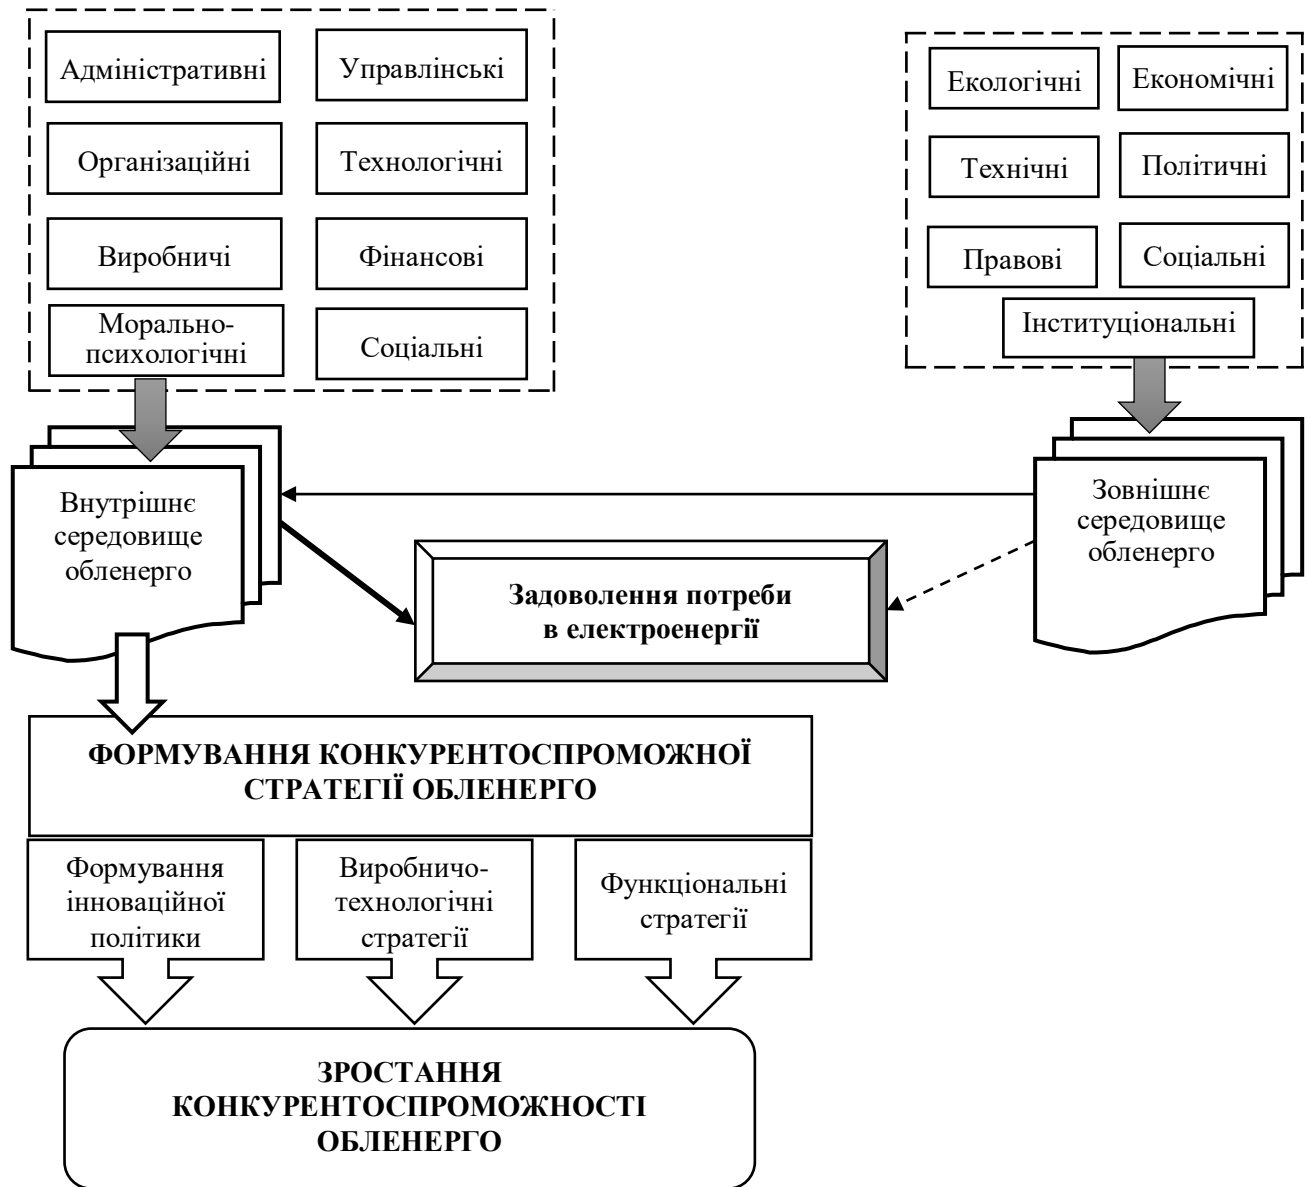 Адміністративні
Управлінські
Організаційні
Технологічні
Виробничі
Фінансові
Морально-
психологічні
Соціальні
Екологічні
Економічні
Технічні
Політичні
Правові
Соціальні
Інституціональні
Внутрішнє
середовище
обленерго
Зовнішнє
середовище
обленерго
Задоволення потреби
в електроенергії
ФОРМУВАННЯ КОНКУРЕНТОСПРОМОЖНОЇ
СТРАТЕГІЇ ОБЛЕНЕРГО
Формування
інноваційної
політики
Виробничо-
технологічні
стратегії
Функціональні
стратегії
ЗРОСТАННЯ
КОНКУРЕНТОСПРОМОЖНОСТІ
ОБЛЕНЕРГО